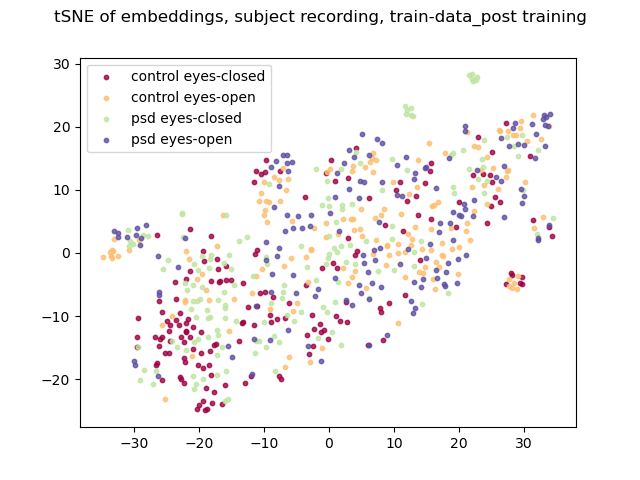 tSNE of embeddings, subject recording, train-data_post training
control eyes-closed
control eyes-open
psd eyes-closed
psd eyes-open
30
20
10
0
−10
−20
−30 −20 −10 0 10 20 30